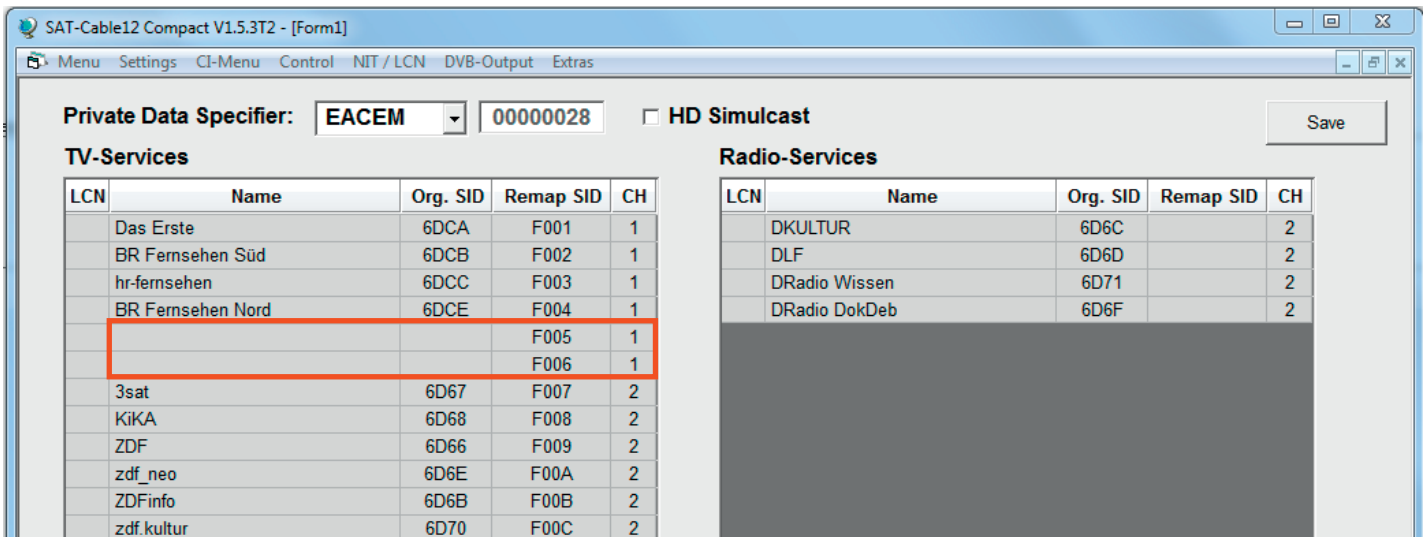 SAT-Cable12 Compact V1.5.3T2 - [Form1]
Menu Settings CI-Menu Control NIT / LCN DVB-Output Extras
Private Data Specifier: EACEM 00000028 HD Simulcast Save
TV-Services Radio-Services
LCN Name Org. SID Remap SID CH LCN Name Org. SID Remap SID CH
Das Erste 6DCA F001 1 DKULTUR 6D6C 2
BR Fernsehen Süd 6DCB F002 1 DLF 6D6D 2
hr-fernsehen 6DCC F003 1 DRadio Wissen 6D71 2
BR Fernsehen Nord 6DCE F004 1 DRadio DokDeb 6D6F 2
F005 1
F006 1
3sat 6D67 F007 2
KiKA 6D68 F008 2
ZDF 6D66 F009 2
zdf_neo 6D6E F00A 2
ZDFinfo 6D6B F00B 2
zdf.kultur 6D70 F00C 2